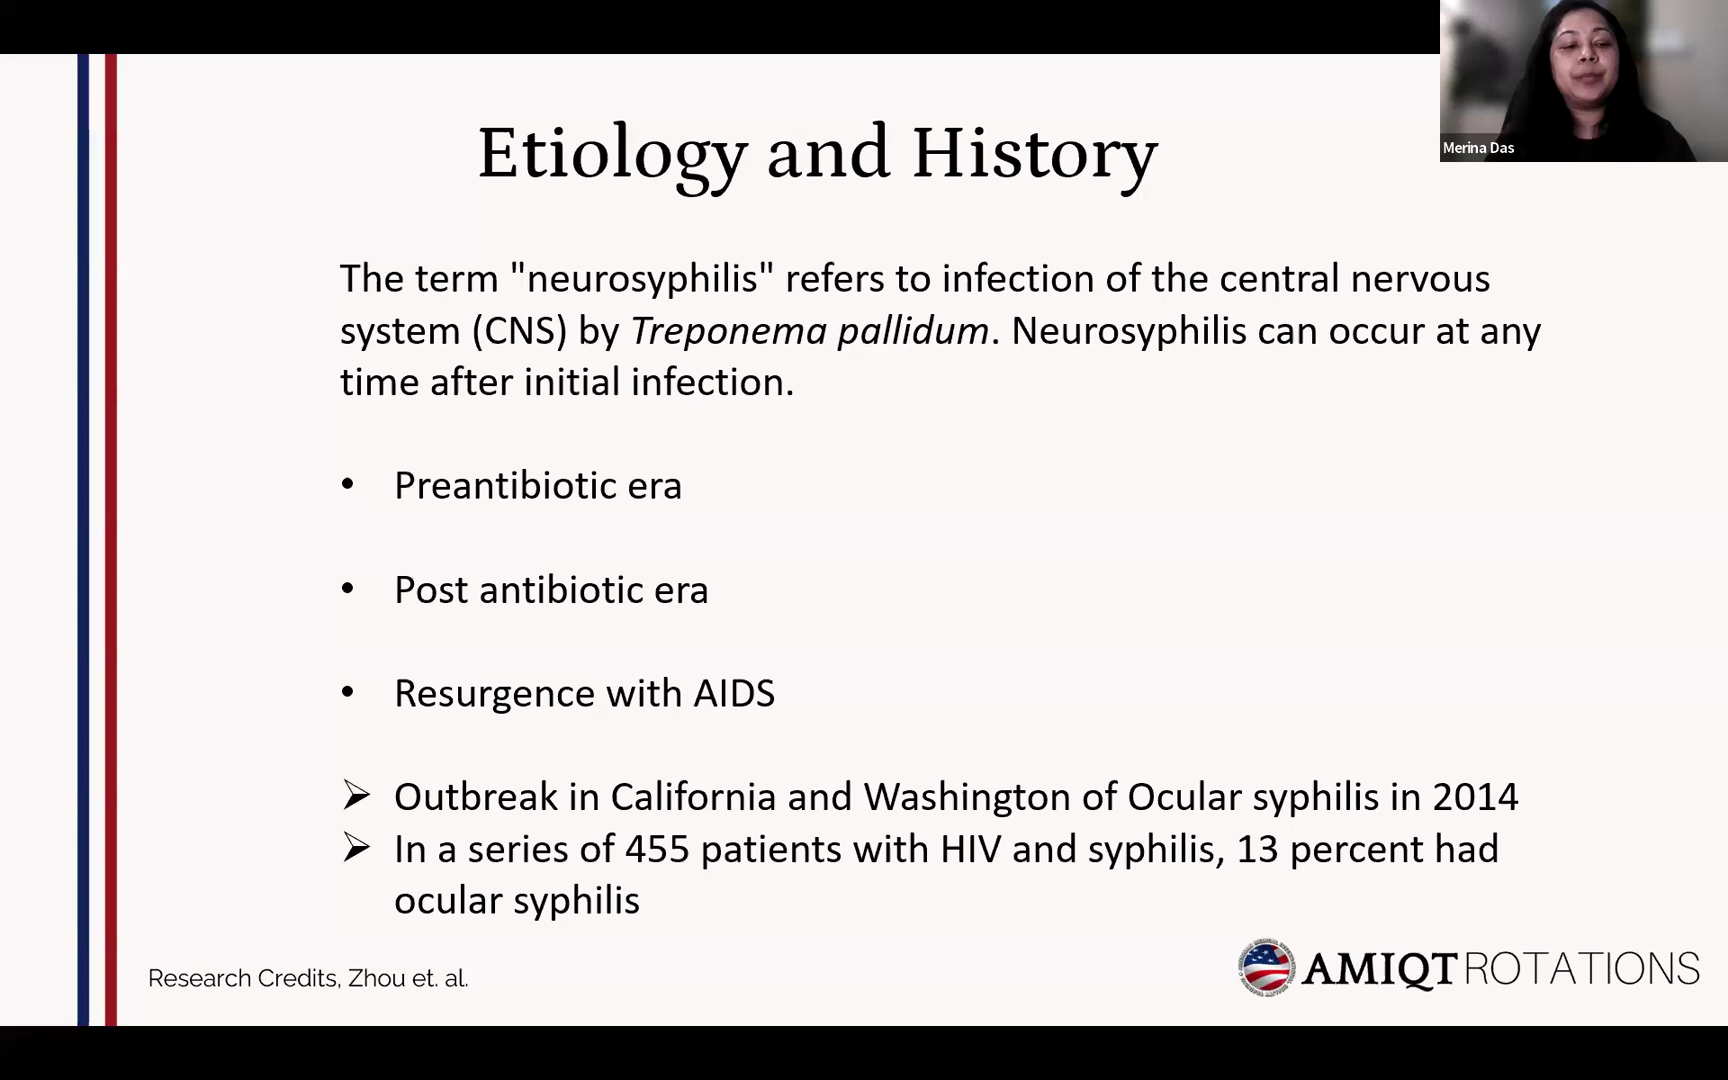 Merina Das
Etiology and History
The term "neurosyphilis" refers to infection of the central nervous
system (CNS) by Treponema pallidum. Neurosyphilis can occur at any
time after initial infection.
• Preantibiotic era
• Post antibiotic era
• Resurgence with AIDS
➢ Outbreak in California and Washington of Ocular syphilis in 2014
➢ In a series of 455 patients with HIV and syphilis, 13 percent had
ocular syphilis
Research Credits, Zhou et. al.
AMIQT ROTATIONS